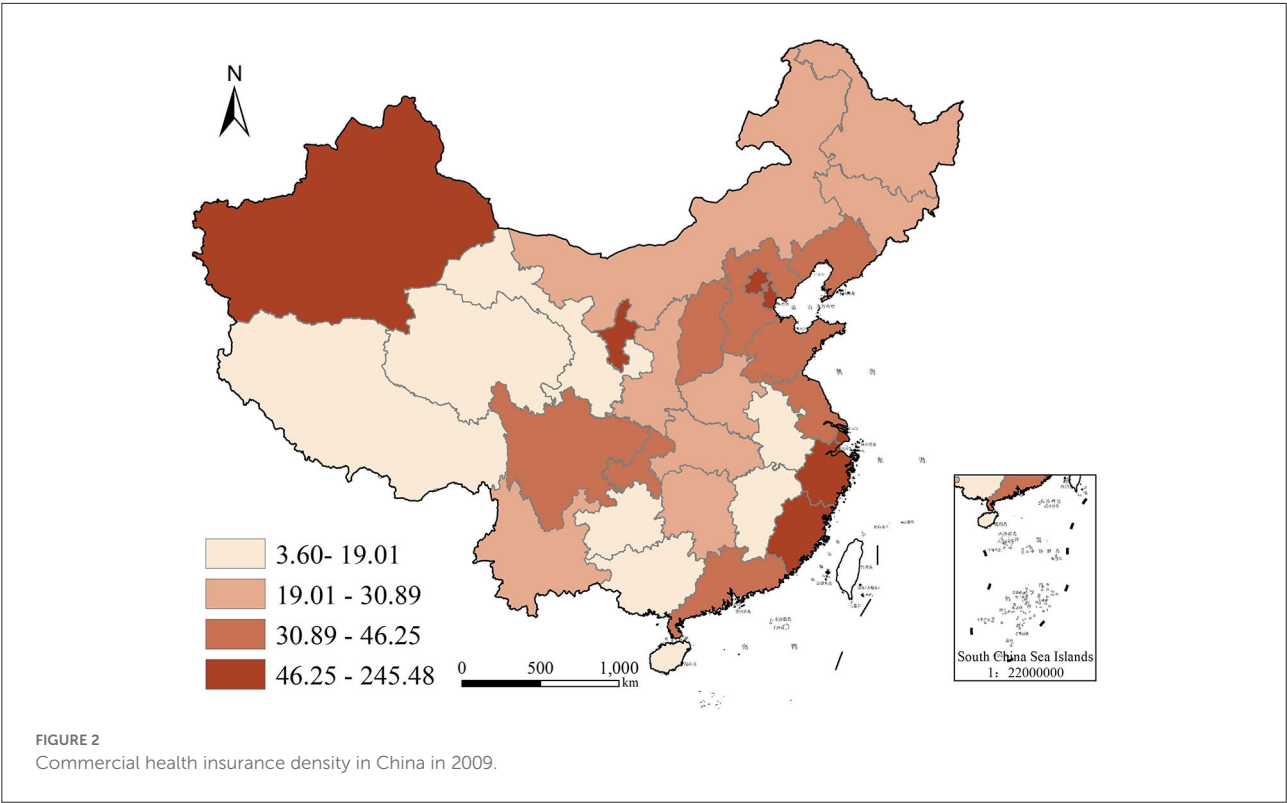 N
3.60- 19.01
19.01 - 30.89
30.89 - 46.25
46.25 - 245.48
0 500 1,000
km
South China Sea Islands
1: 22000000
FIGURE 2
Commercial health insurance density in China in 2009.